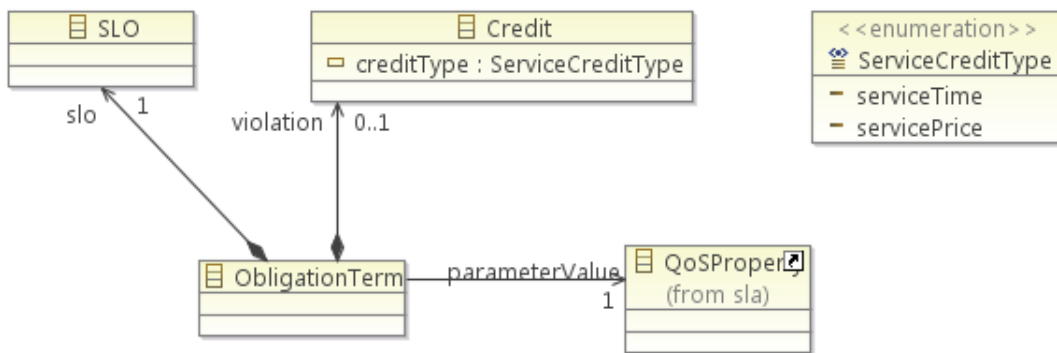 SLO
Credit
creditType : ServiceCreditType
<<enumeration>>
ServiceCreditType
serviceTime
servicePrice
slo
1
violation
0..1
ObligationTerm
parameterValue
1
QoSProperty
(from sla)